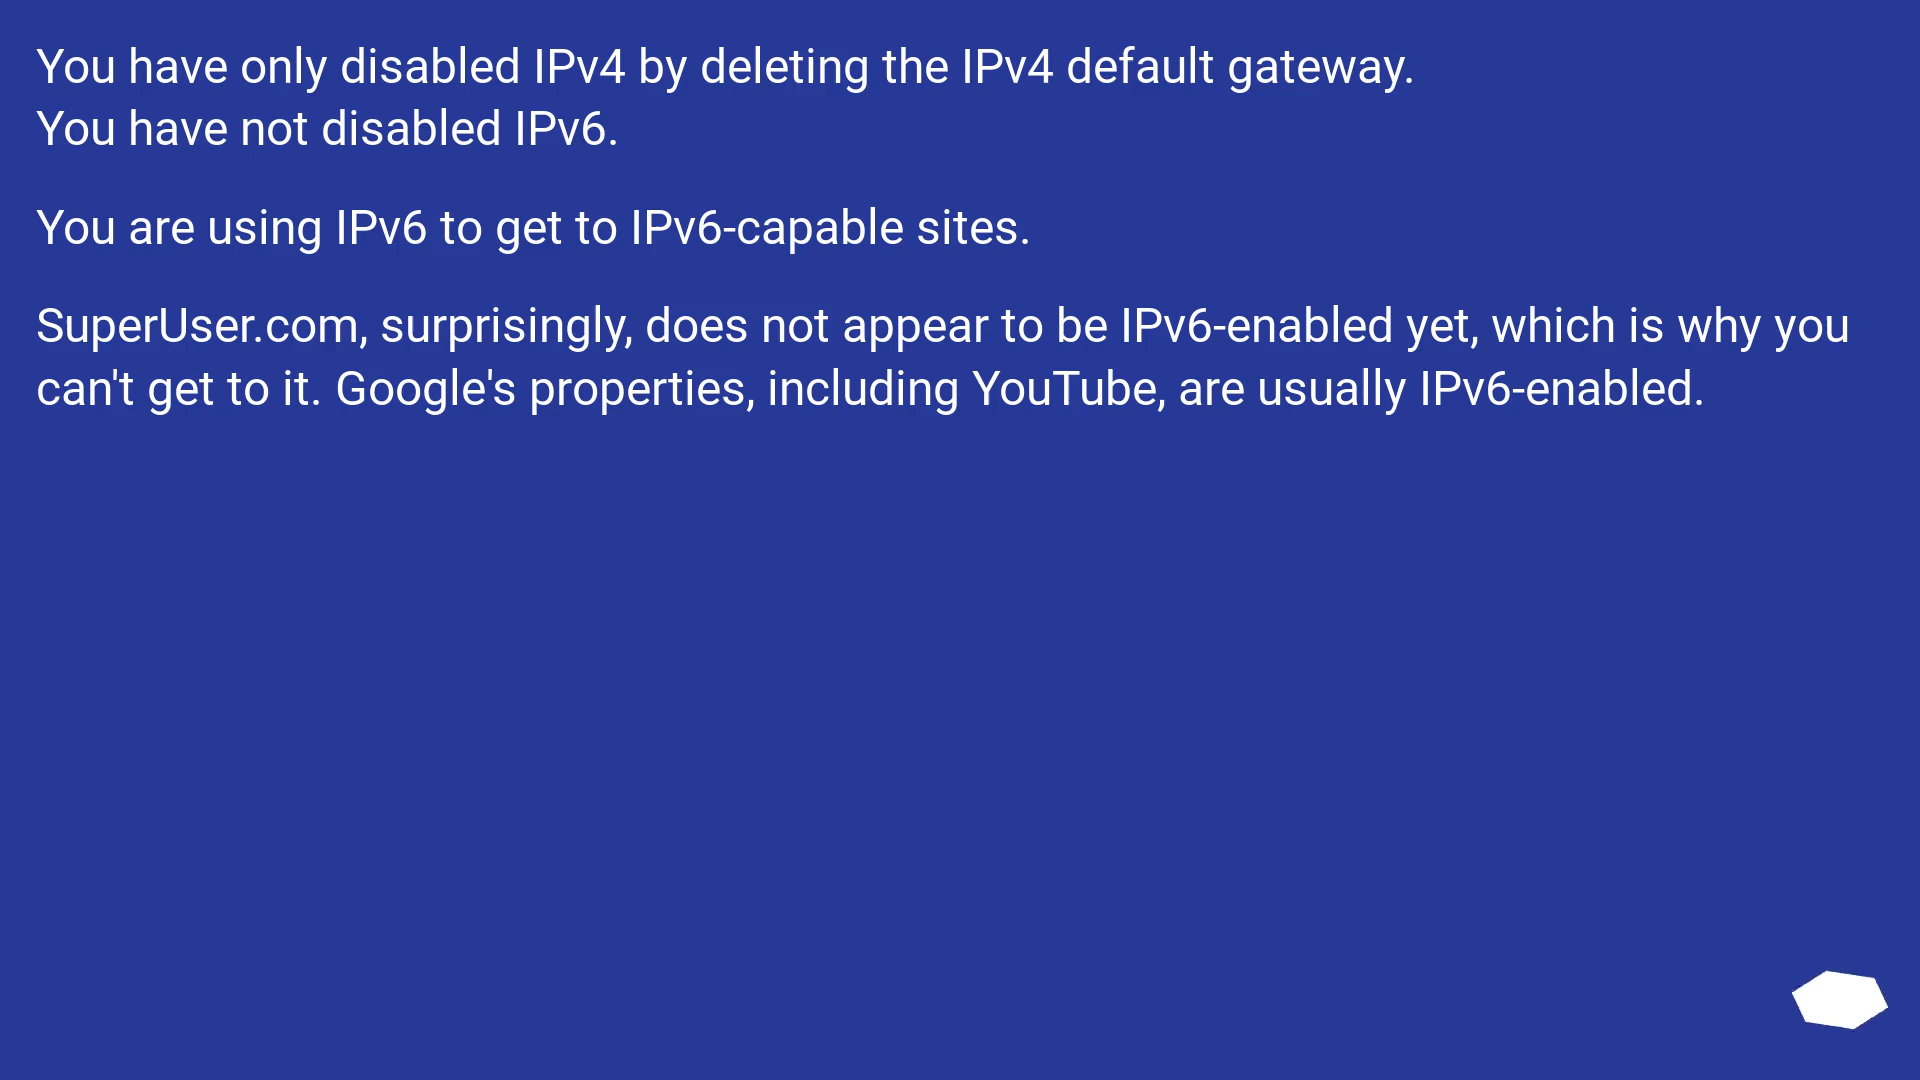 You have only disabled IPv4 by deleting the IPv4 default gateway.
You have not disabled IPv6.
You are using IPv6 to get to IPv6-capable sites.
SuperUser.com, surprisingly, does not appear to be IPv6-enabled yet, which is why you
can't get to it. Google's properties, including YouTube, are usually IPv6-enabled.